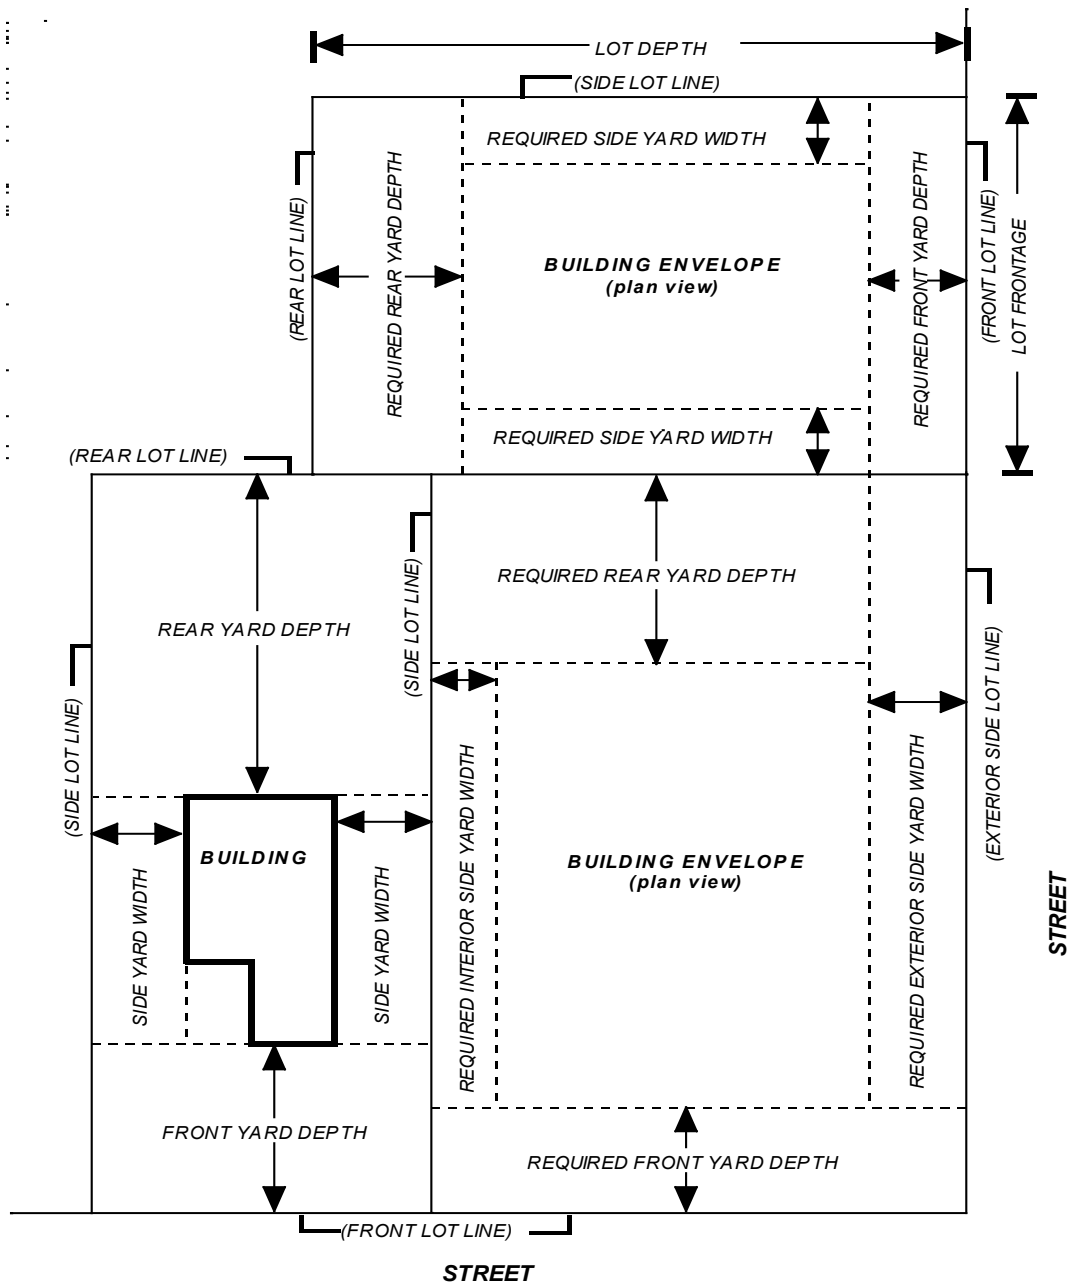 LOT DEPTH
(SIDE LOT LINE)
REQUIRED SIDE YARD WIDTH
(REAR LOT LINE)
REQUIRED REAR YARD DEPTH
BUILDING ENVELOPE
(plan view)
REQUIRED FRONT YARD DEPTH
(FRONT LOT LINE)
LOT FRONTAGE
REQUIRED SIDE YARD WIDTH
(REAR LOT LINE)
(SIDE LOT LINE)
REQUIRED REAR YARD DEPTH
REAR YARD DEPTH
(SIDE LOT LINE)
(EXTERIOR SIDE LOT LINE)
BUILDING
SIDE YARD WIDTH
SIDE YARD WIDTH
REQUIRED INTERIOR SIDE YARD WIDTH
BUILDING ENVELOPE
(plan view)
REQUIRED EXTERIOR SIDE YARD WIDTH
STREET
FRONT YARD DEPTH
REQUIRED FRONT YARD DEPTH
(FRONT LOT LINE)
STREET